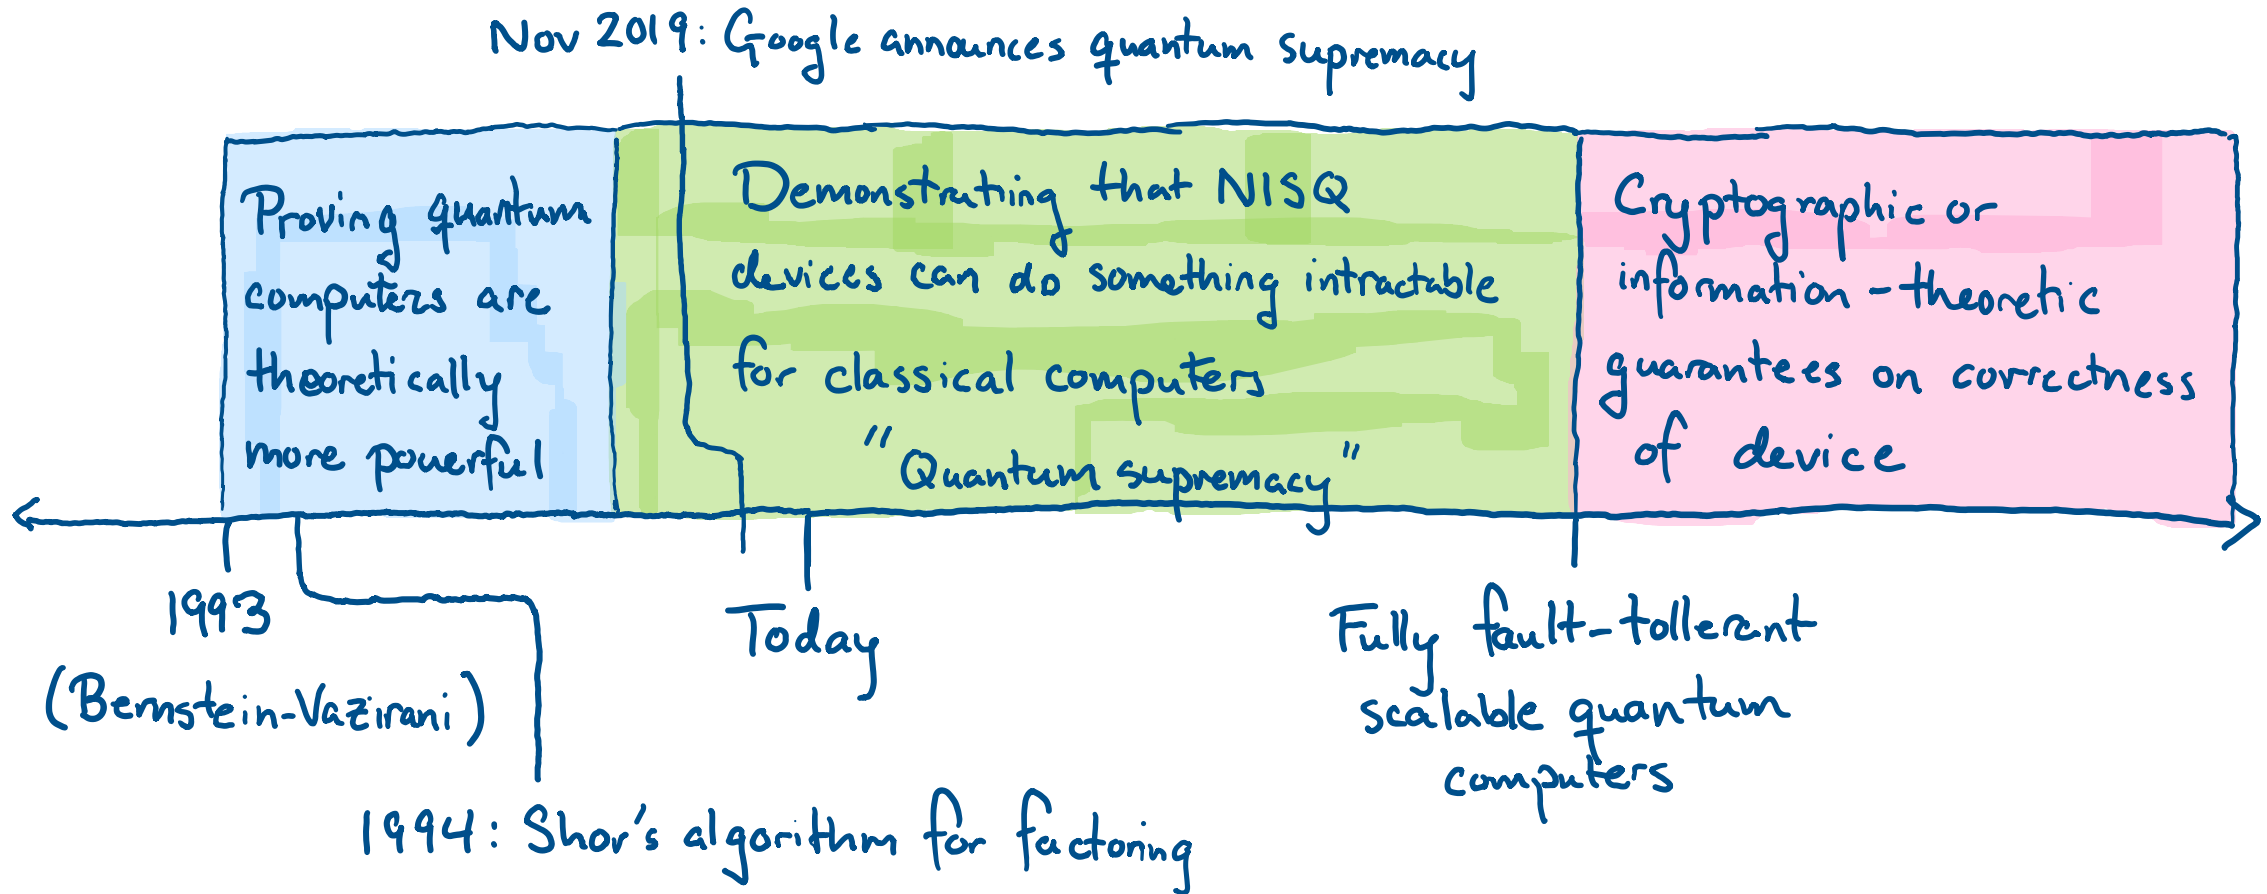 Nov 2019: Google announces quantum supremacy
Proving quantum
computers are
theoretically
more powerful
Demonstrating that NISQ
devices can do something intractable
for classical computers
"Quantum supremacy"
Cryptographic or
information-theoretic
guarantees on correctness
of device
1993
(Bernstein-Vazirani)
Today
Fully fault-tollerant
scalable quantum
computers
1994: Shor's algorithm for factoring